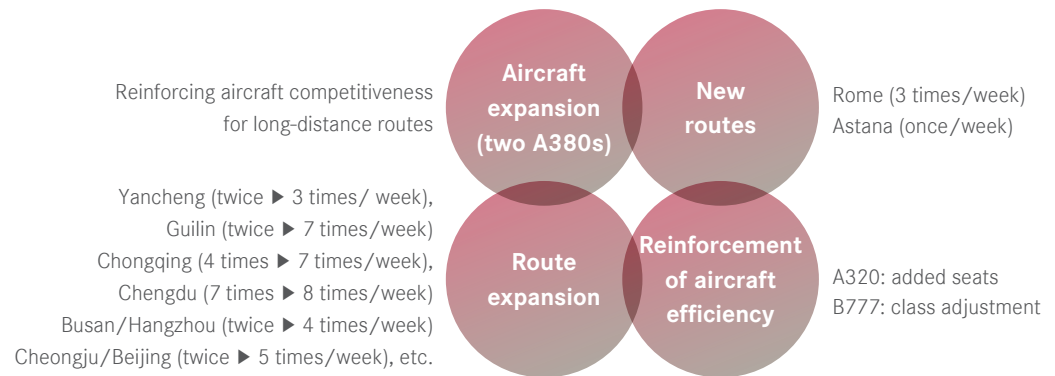 Reinforcing aircraft competitiveness
for long-distance routes
Aircraft
expansion
(two A380s)
New
routes
Rome (3 times/week)
Astana (once/week)
Yancheng (twice ▶ 3 times/ week),
Guilin (twice ▶ 7 times/week)
Chongqing (4 times ▶ 7 times/week),
Chengdu (7 times ▶ 8 times/week)
Busan/Hangzhou (twice ▶ 4 times/week)
Cheongju/Beijing (twice ▶ 5 times/week), etc.
Route
expansion
Reinforcement
of aircraft
efficiency
A320: added seats
B777: class adjustment